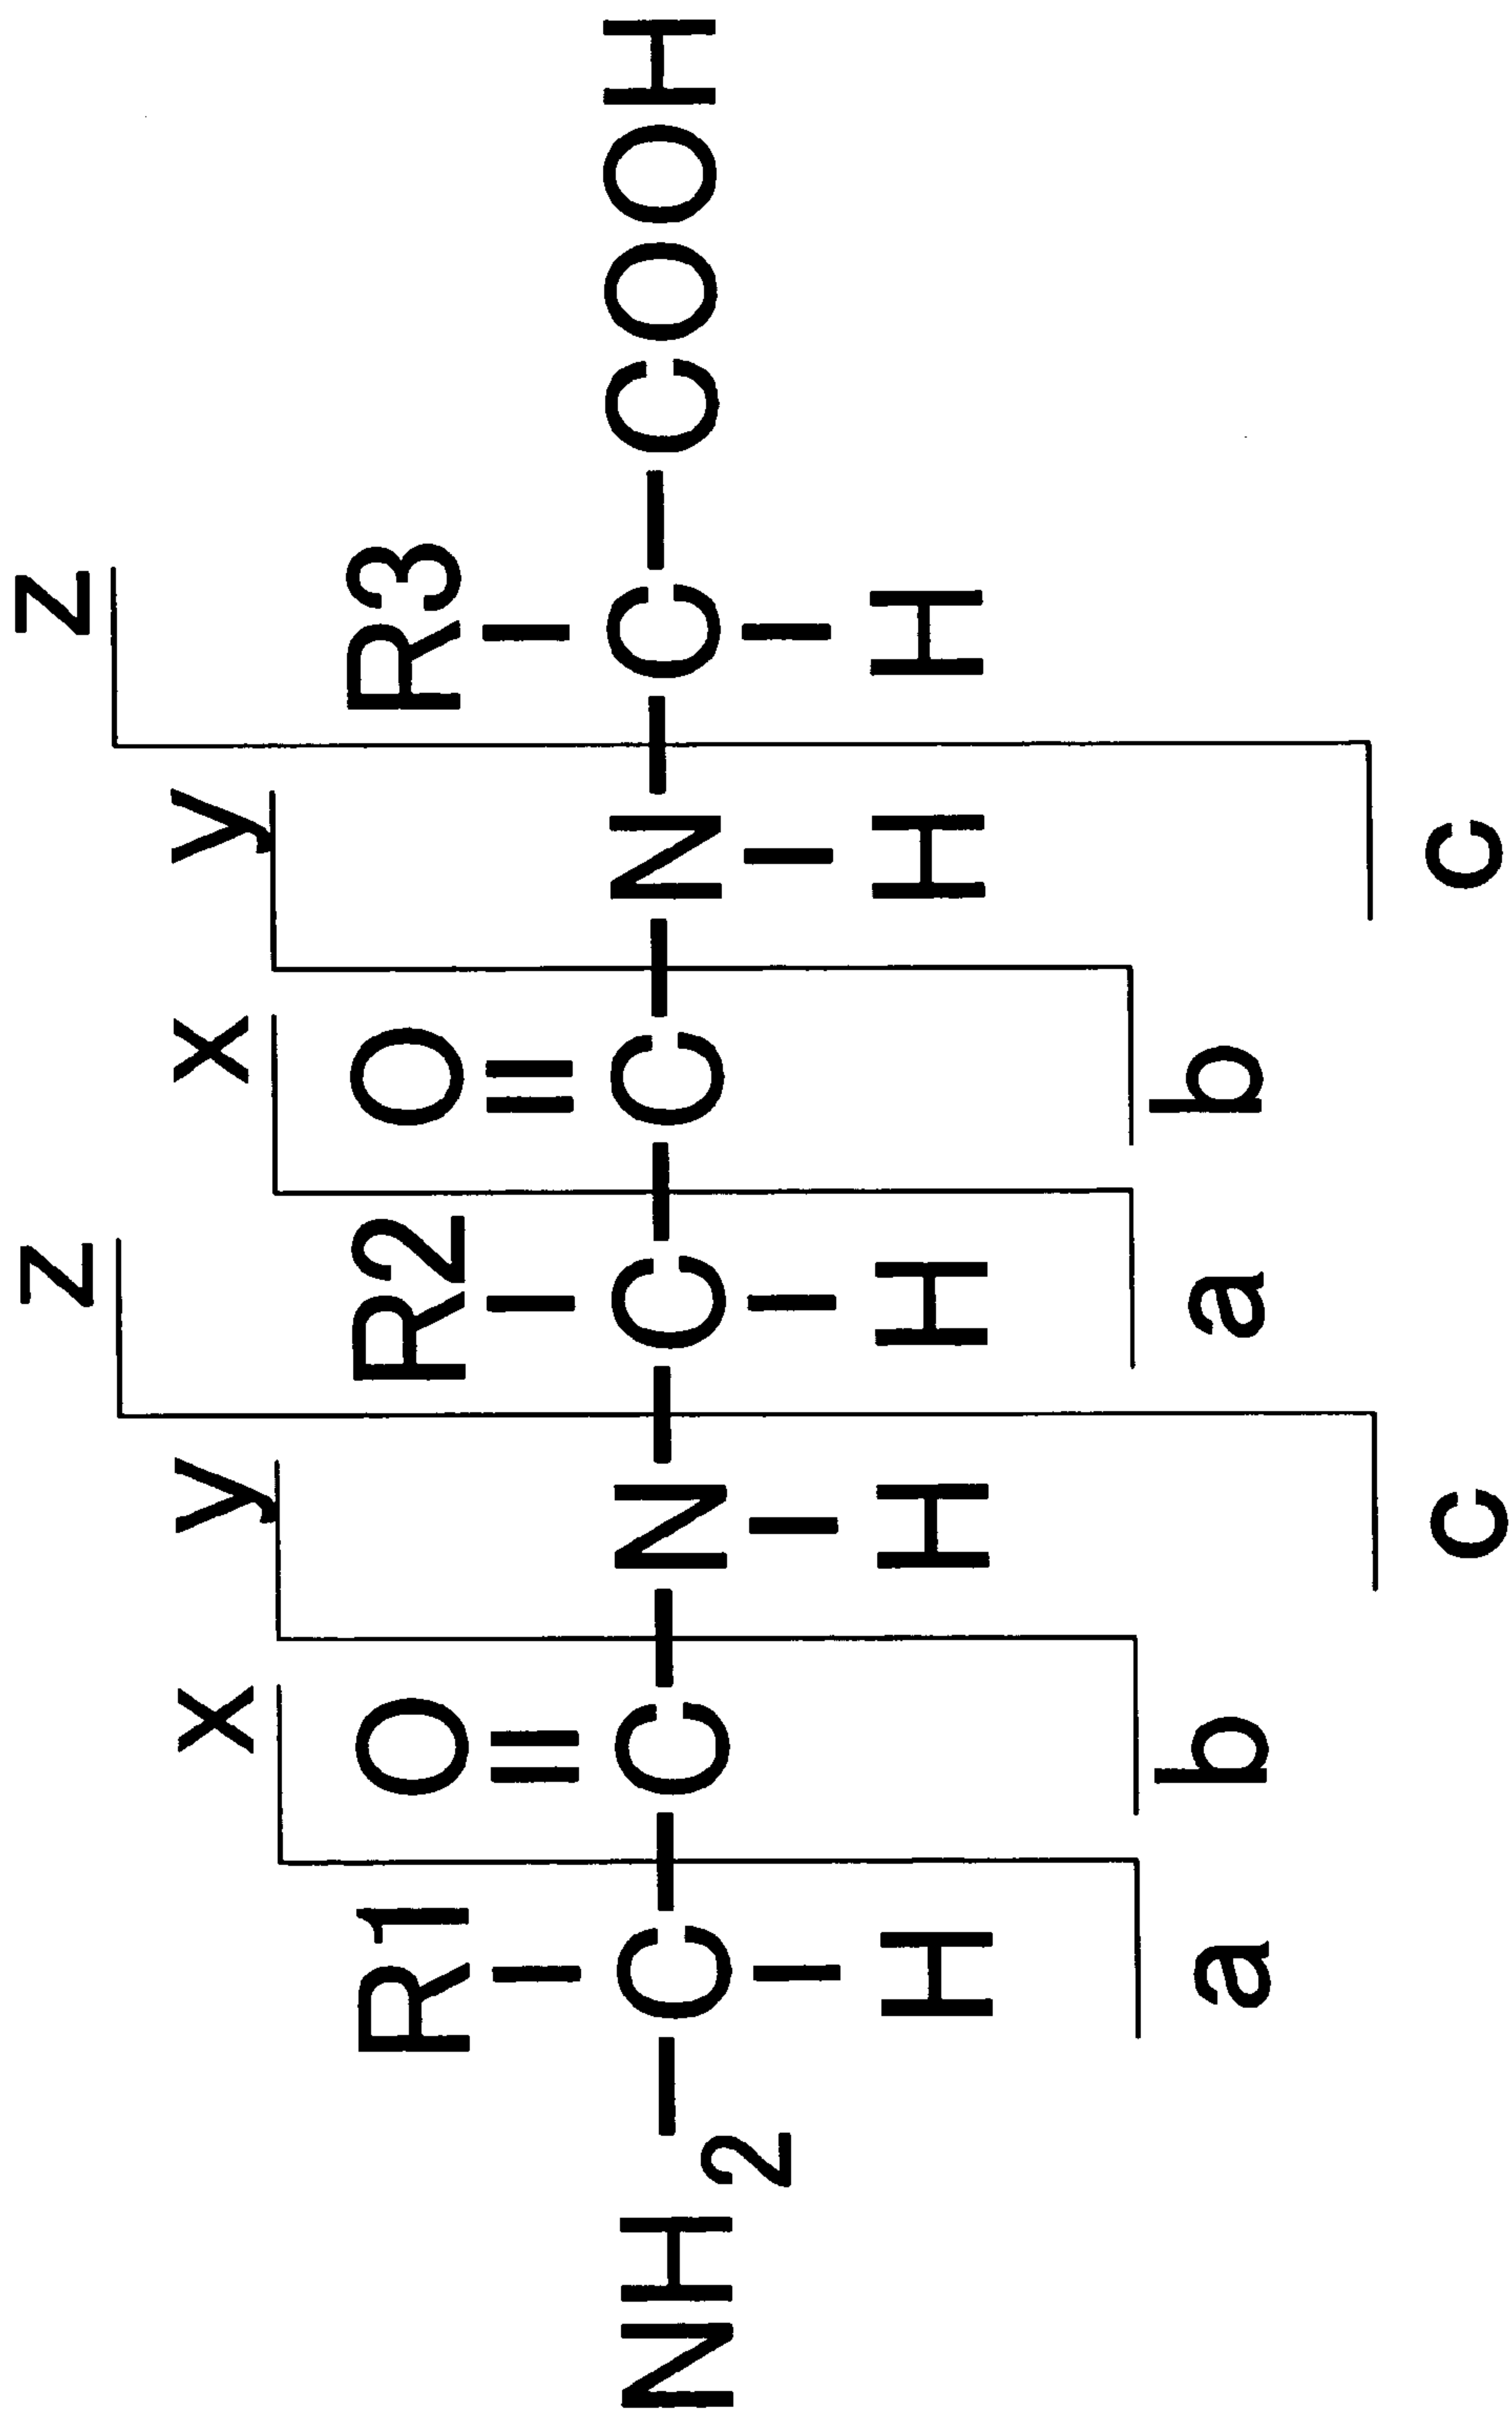 z z
x y x y
R1 O R2 O R3
NH2-C-C-N-C-C-N-C-COOH
H H H H H
a b a b
c c